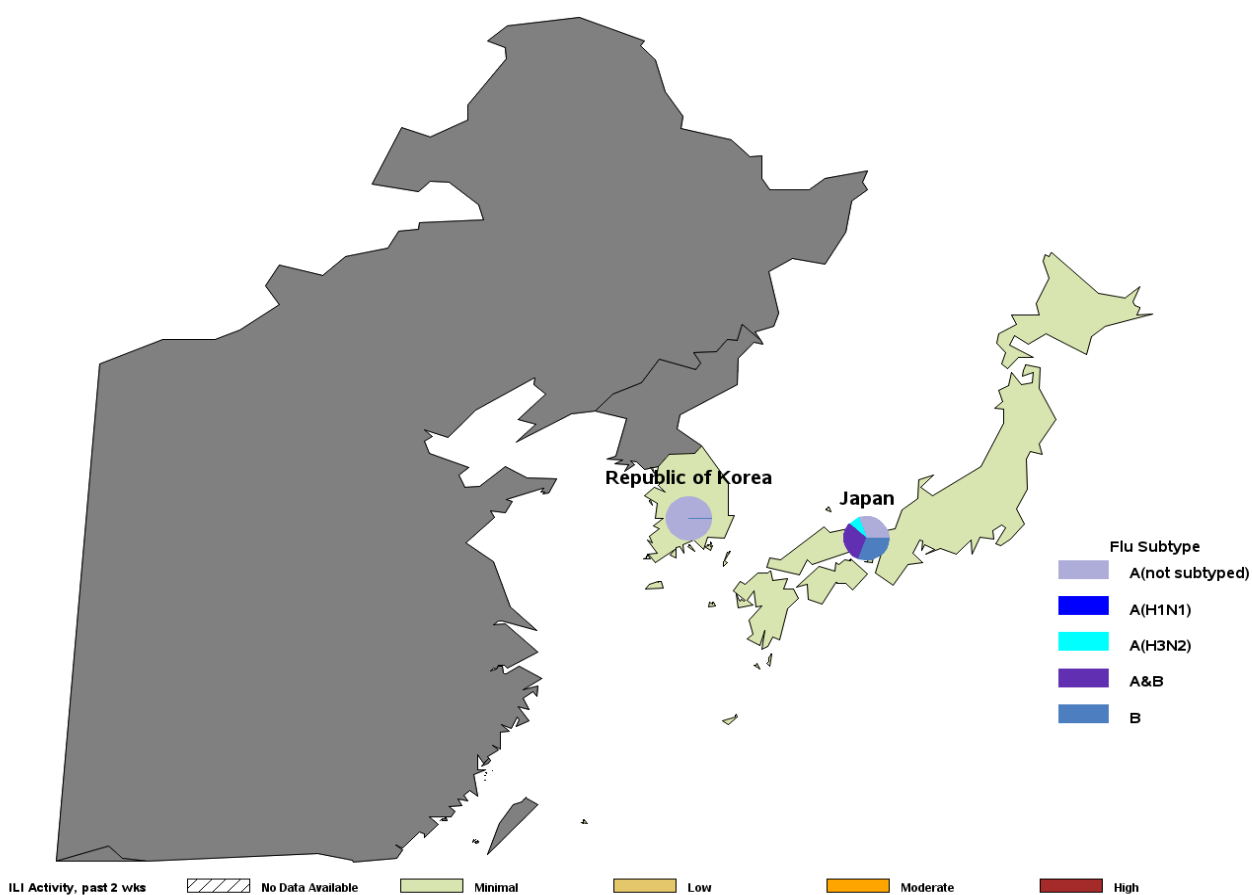 Republic of Korea
Japan
Flu Subtype
A(not subtyped)
A(H1N1)
A(H3N2)
A&B
B
ILI Activity, past 2 wks No Data Available Minimal Low Moderate High